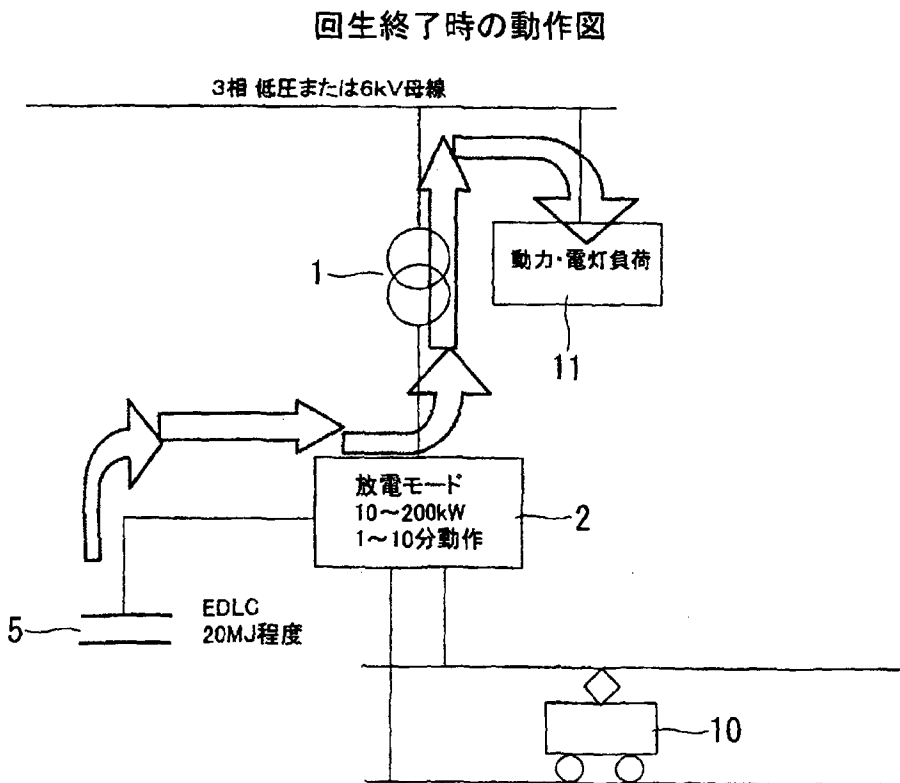 回生終了時の動作図
3相 低圧または6kV母線
1
動力・電灯負荷
11
放電モード
10～200kW
1～10分動作
2
EDLC
20MJ程度
5
10